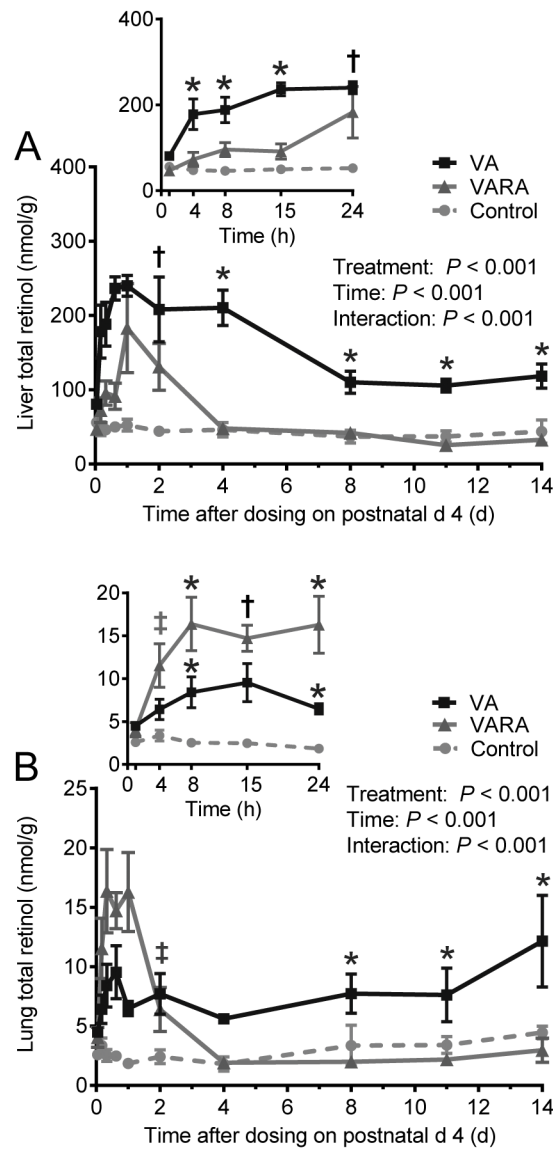 400
200
0
* * * †
0 4 8 15 24
Time (h)
A
Liver total retinol (nmol/g)
400
300
200
100
0
VA
VARA
Control
Treatment: P < 0.001
Time: P < 0.001
Interaction: P < 0.001
† * * * *
0 2 4 6 8 10 12 14
Time after dosing on postnatal d 4 (d)
20
15
10
5
0
‡ * † *
* *
0 4 8 15 24
Time (h)
B
Lung total retinol (nmol/g)
25
20
15
10
5
0
VA
VARA
Control
Treatment: P < 0.001
Time: P < 0.001
Interaction: P < 0.001
‡ * * *
0 2 4 6 8 10 12 14
Time after dosing on postnatal d 4 (d)